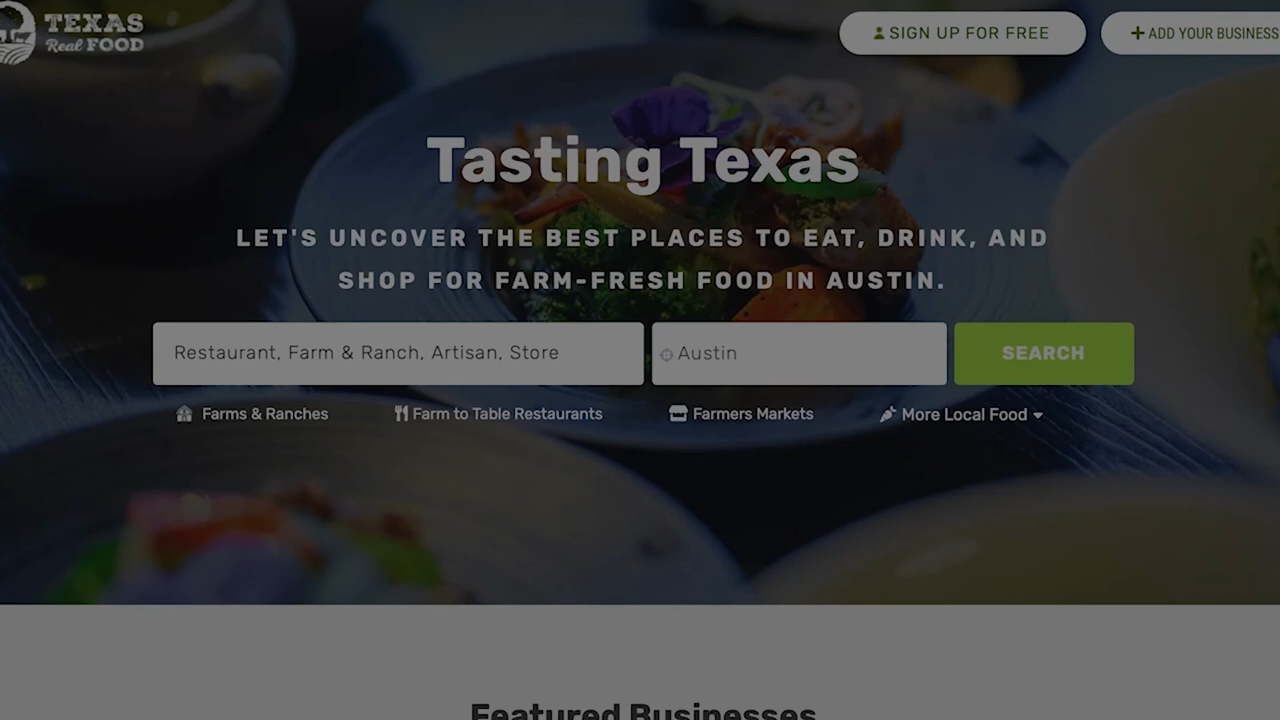 TEXAS
Real FOOD
SIGN UP FOR FREE
ADD YOUR BUSINESS
Tasting Texas
LET'S UNCOVER THE BEST PLACES TO EAT, DRINK, AND
SHOP FOR FARM-FRESH FOOD IN AUSTIN.
Restaurant, Farm & Ranch, Artisan, Store
Austin
SEARCH
Farms & Ranches
Farm to Table Restaurants
Farmers Markets
More Local Food
Featured Businesses